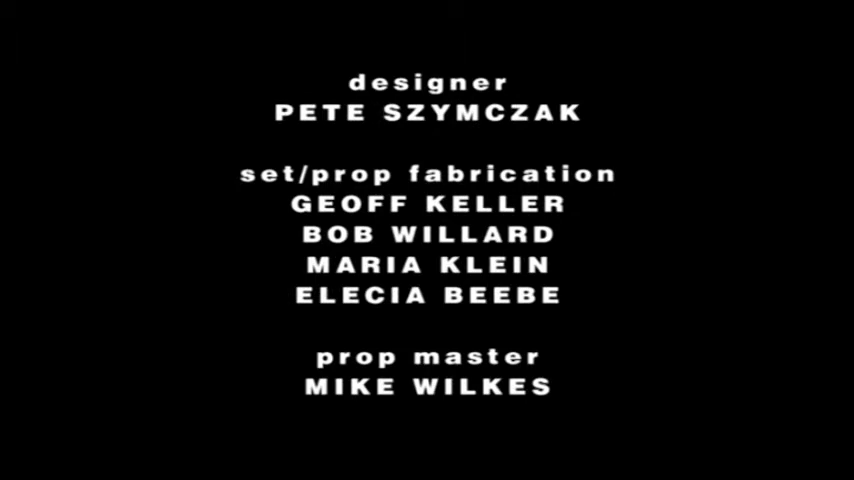 designer
PETE SZYMCZAK
set/prop fabrication
GEOFF KELLER
BOB WILLARD
MARIA KLEIN
ELECIA BEEBE
prop master
MIKE WILKES